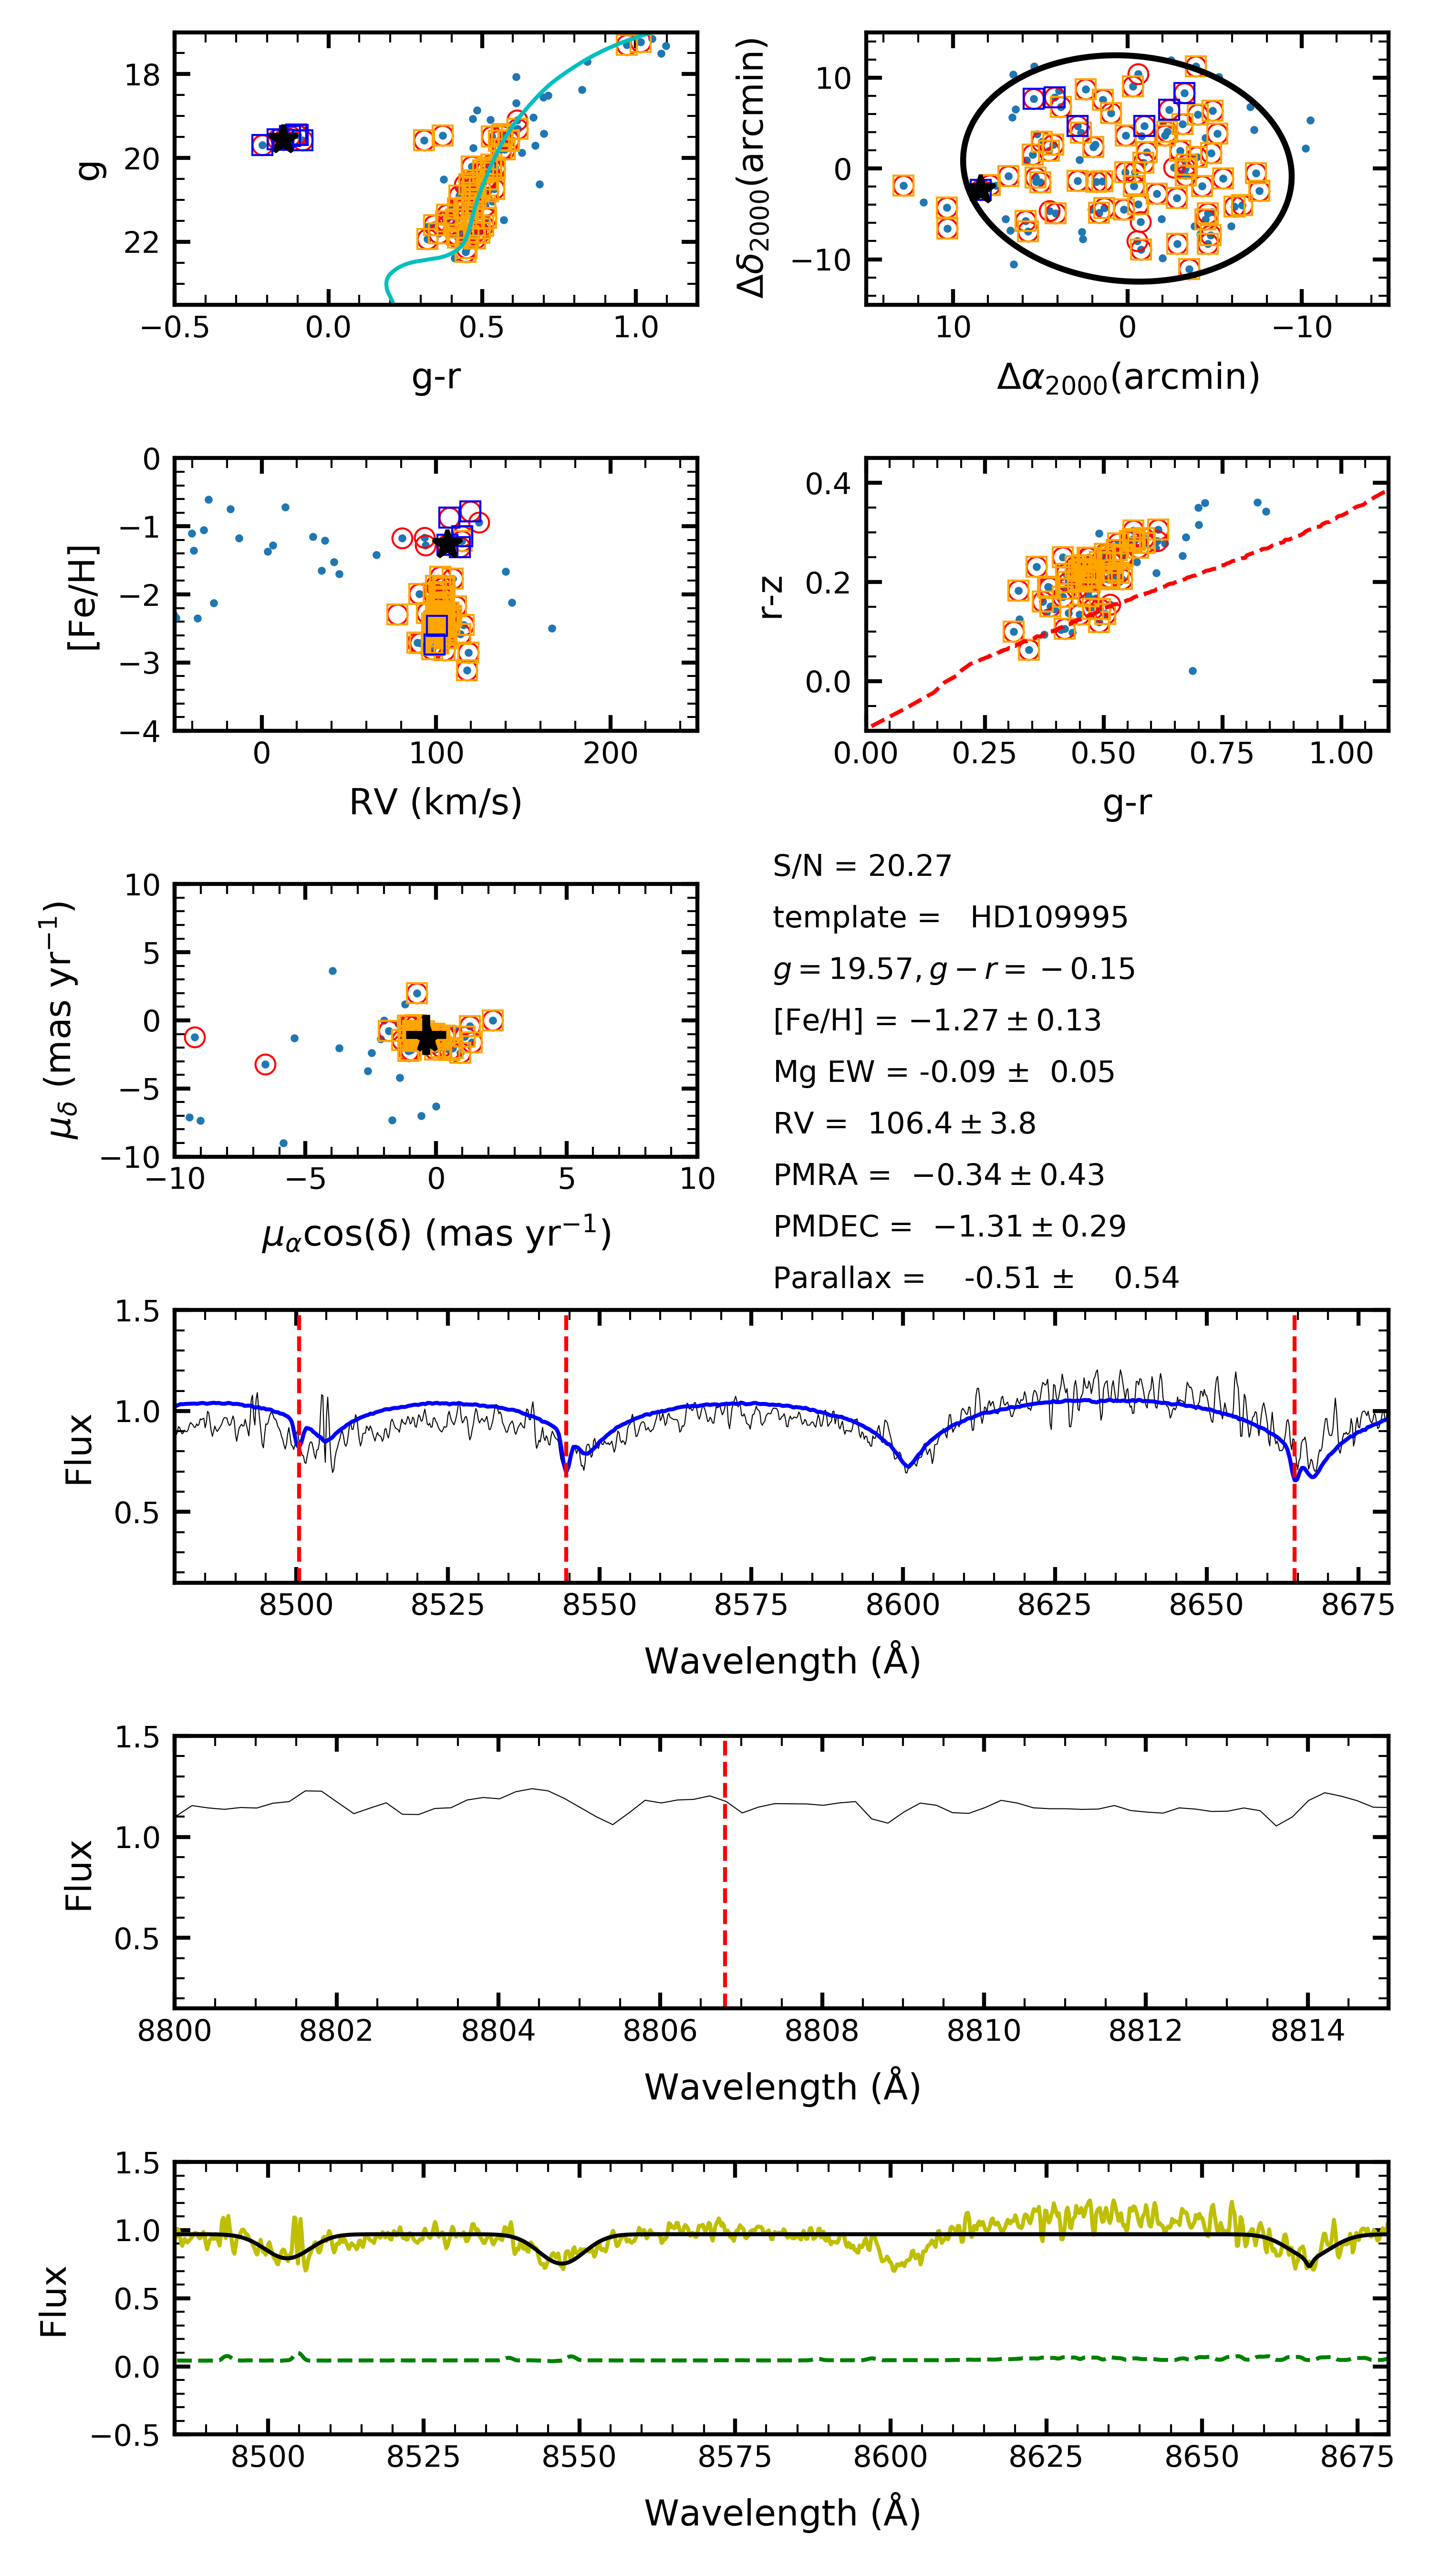 18
20
22
g
−0.5
0.0
0.5
1.0
g-r
10
0
−10
Δδ2000(arcmin)
10
0
−10
Δα2000(arcmin)
0
−1
−2
−3
−4
[Fe/H]
0
100
200
RV (km/s)
0.4
0.2
0.0
r-z
0.00
0.25
0.50
0.75
1.00
g-r
10
5
0
−5
−10
μδ (mas yr−1)
−10
−5
0
5
10
μαcos(δ) (mas yr−1)
S/N = 20.27
template = HD109995
g = 19.57, g − r = −0.15
[Fe/H] = −1.27 ± 0.13
Mg EW = -0.09 ± 0.05
RV = 106.4 ± 3.8
PMRA = −0.34 ± 0.43
PMDEC = −1.31 ± 0.29
Parallax = -0.51 ± 0.54
1.5
1.0
0.5
Flux
8500
8525
8550
8575
8600
8625
8650
8675
Wavelength (Å)
1.5
1.0
0.5
Flux
8800
8802
8804
8806
8808
8810
8812
8814
Wavelength (Å)
1.5
1.0
0.5
0.0
−0.5
Flux
8500
8525
8550
8575
8600
8625
8650
8675
Wavelength (Å)